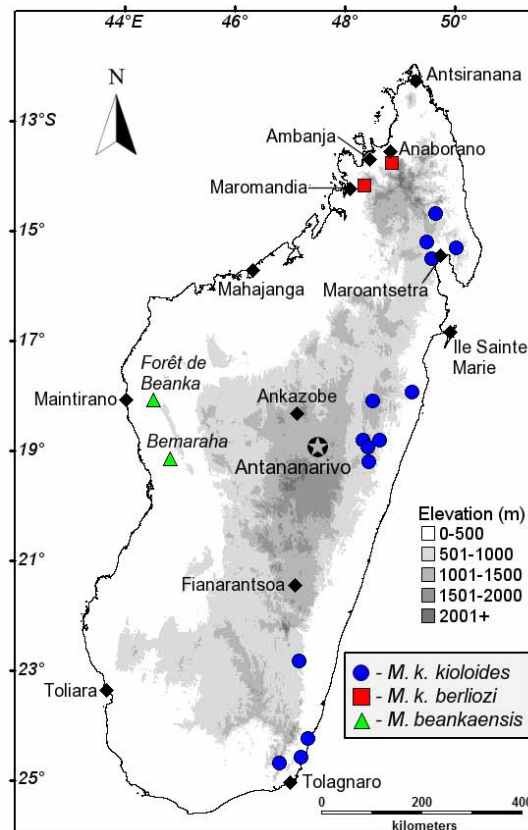 44°E 46° 48° 50°
N
13°S
15°
17°
19°
21°
23°
25°
Antsiranana
Ambanja
Anaborano
Maromandia
Maroantsetra
Mahajanga
Ile Sainte
Marie
Forêt de
Beanka
Maintirano
Ankazobe
Bemaraha
Antananarivo
Elevation (m)
0-500
501-1000
1001-1500
1501-2000
2001+
Fianarantsoa
Toliara
- M. k. kioloides
- M. k. berliozi
- M. beankaensis
Tolagnaro
0 200 400
kilometers